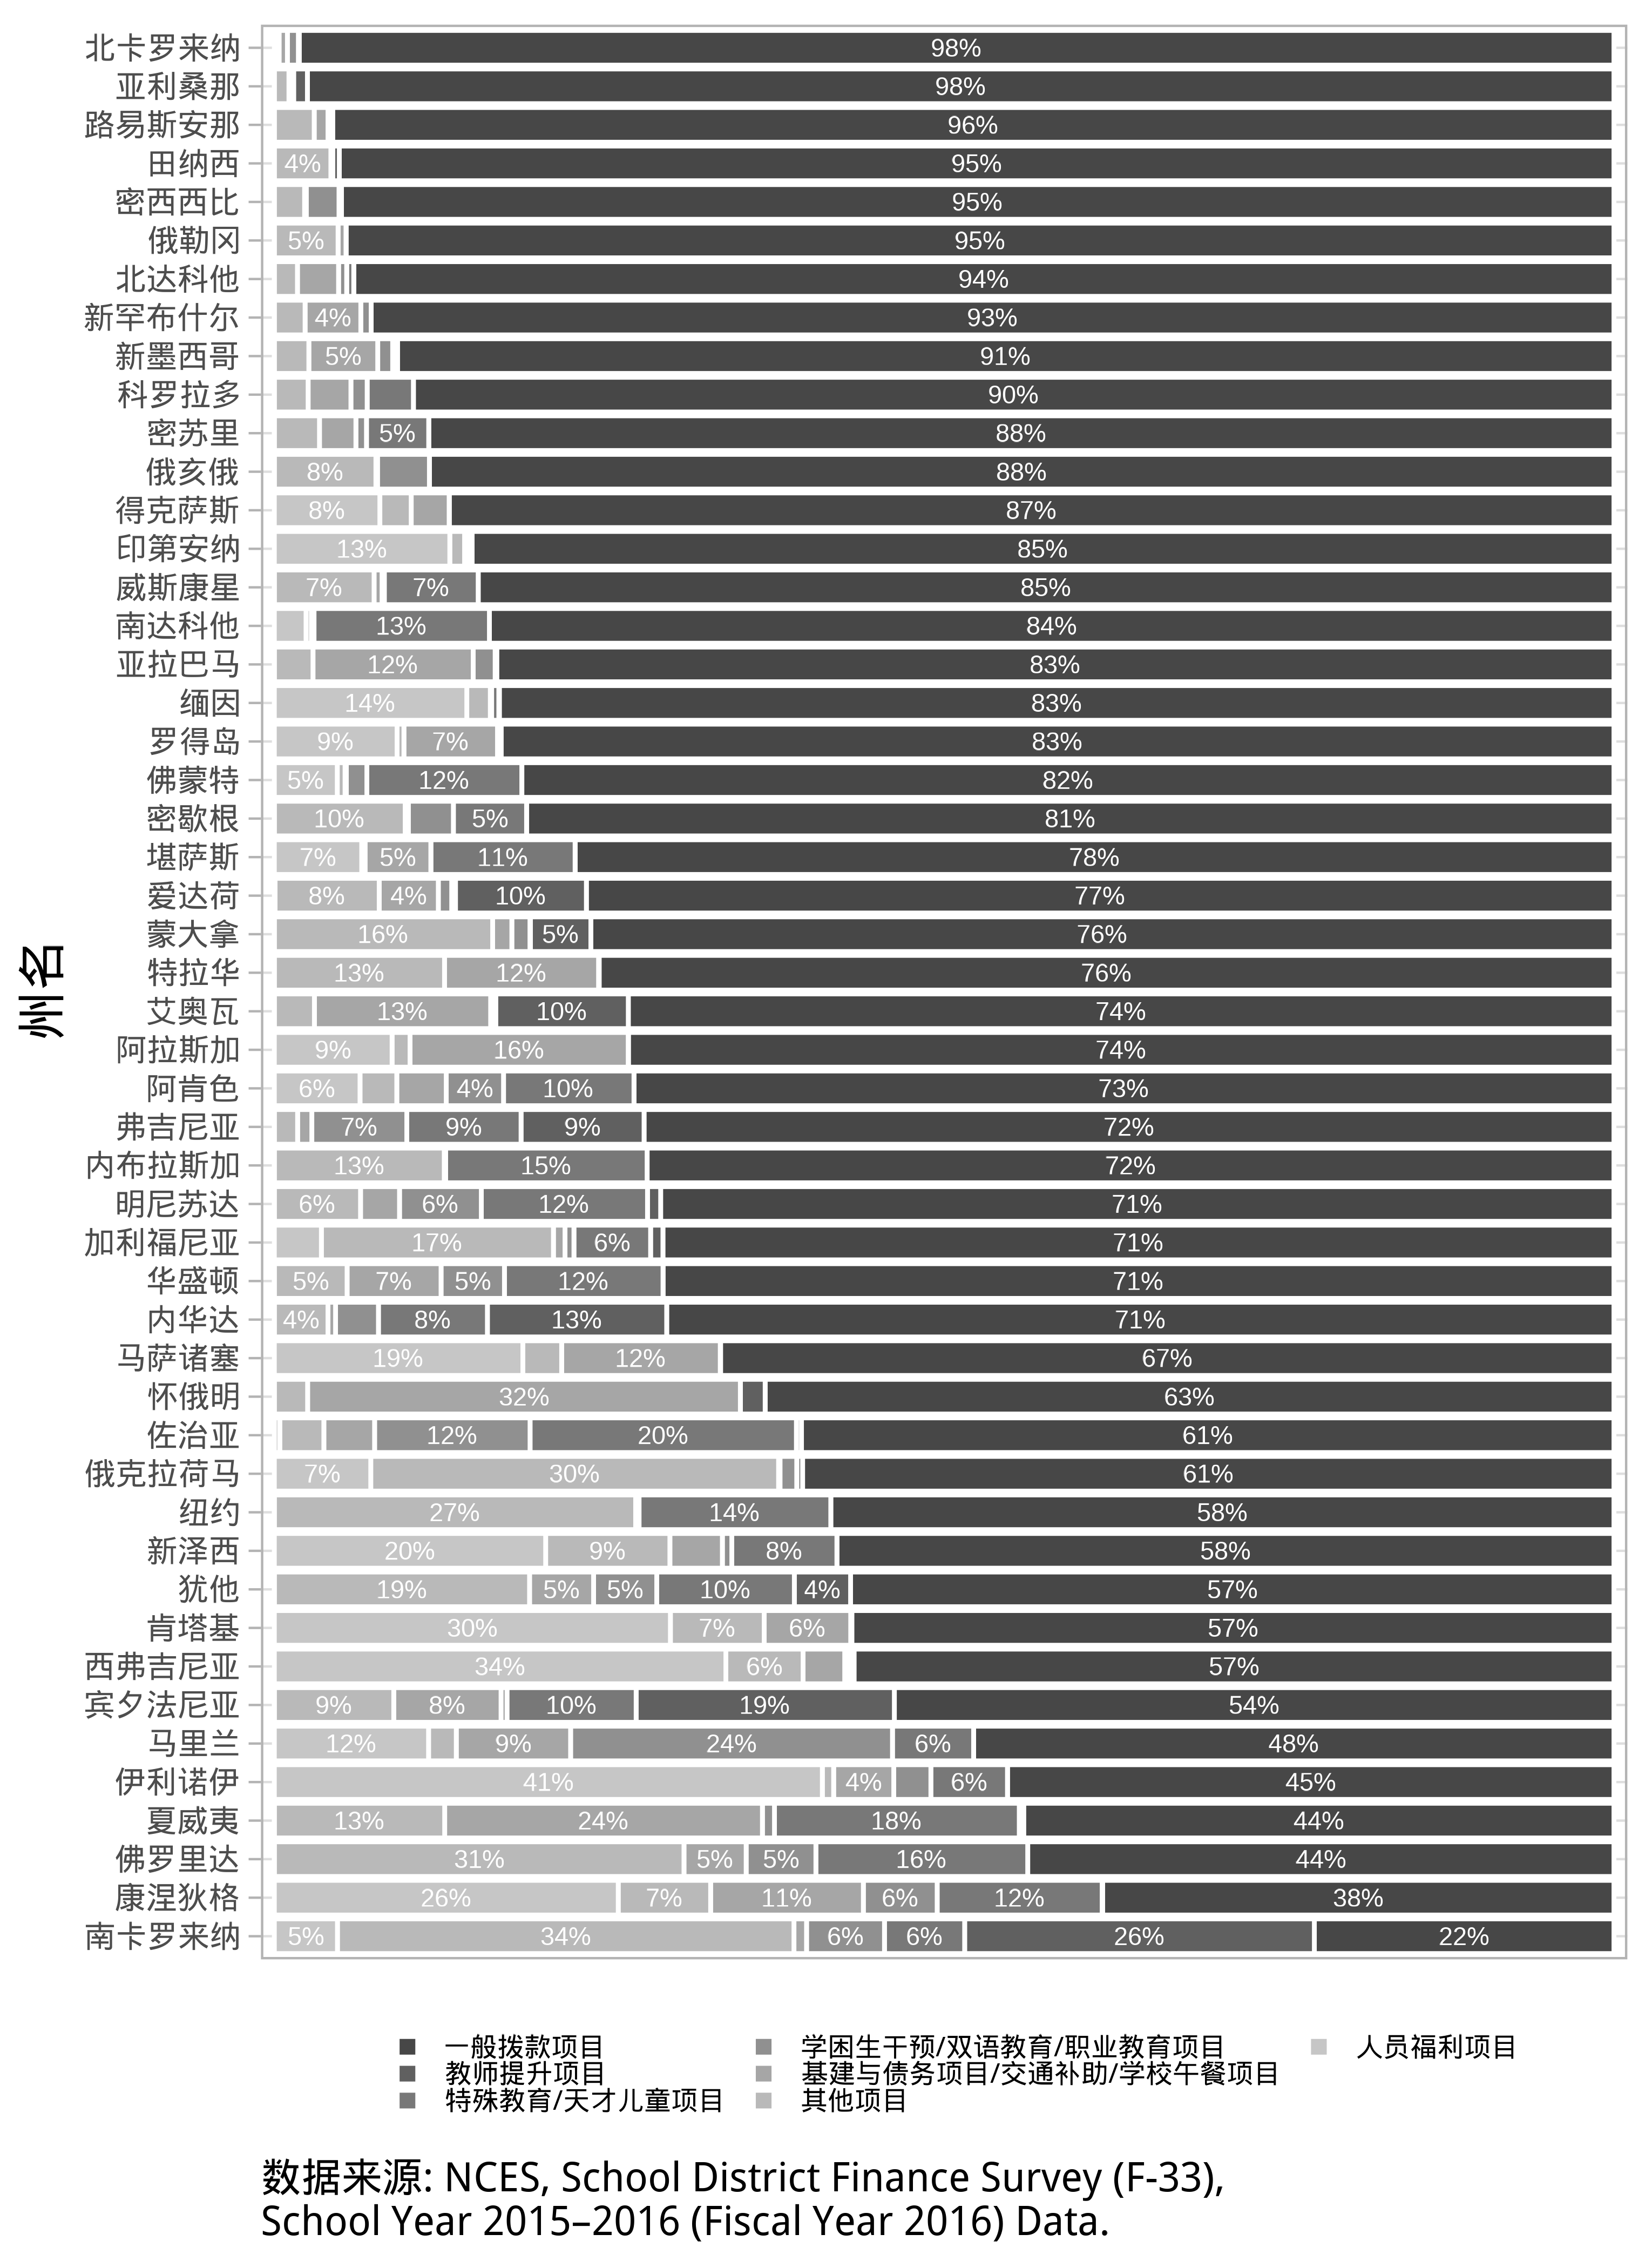 北卡罗来纳 98%
亚利桑那 98%
路易斯安那 96%
田纳西 4% 95%
密西西比 95%
俄勒冈 5% 95%
北达科他 94%
新罕布什尔 4% 93%
新墨西哥 5% 91%
科罗拉多 90%
密苏里 5% 88%
俄亥俄 8% 88%
得克萨斯 8% 87%
印第安纳 13% 85%
威斯康星 7% 7% 85%
南达科他 13% 84%
亚拉巴马 12% 83%
缅因 14% 83%
罗得岛 9% 7% 83%
佛蒙特 5% 12% 82%
密歇根 10% 5% 81%
堪萨斯 7% 5% 11% 78%
爱达荷 8% 4% 10% 77%
蒙大拿 16% 5% 76%
特拉华 13% 12% 76%
艾奥瓦 13% 10% 74%
阿拉斯加 9% 16% 74%
阿肯色 6% 4% 10% 73%
弗吉尼亚 7% 9% 9% 72%
内布拉斯加 13% 15% 72%
明尼苏达 6% 6% 12% 71%
加利福尼亚 17% 6% 71%
华盛顿 5% 7% 5% 12% 71%
内华达 4% 8% 13% 71%
马萨诸塞 19% 12% 67%
怀俄明 32% 63%
佐治亚 12% 20% 61%
俄克拉荷马 7% 30% 61%
纽约 27% 14% 58%
新泽西 20% 9% 8% 58%
犹他 19% 5% 5% 10% 4% 57%
肯塔基 30% 7% 6% 57%
西弗吉尼亚 34% 6% 57%
宾夕法尼亚 9% 8% 10% 19% 54%
马里兰 12% 9% 24% 6% 48%
伊利诺伊 41% 4% 6% 45%
夏威夷 13% 24% 18% 44%
佛罗里达 31% 5% 5% 16% 44%
康涅狄格 26% 7% 11% 6% 12% 38%
南卡罗来纳 5% 34% 6% 6% 26% 22%
州名
一般拨款项目 学困生干预/双语教育/职业教育项目 人员福利项目
教师提升项目 基建与债务项目/交通补助/学校午餐项目
特殊教育/天才儿童项目 其他项目
数据来源: NCES, School District Finance Survey (F-33),
School Year 2015–2016 (Fiscal Year 2016) Data.